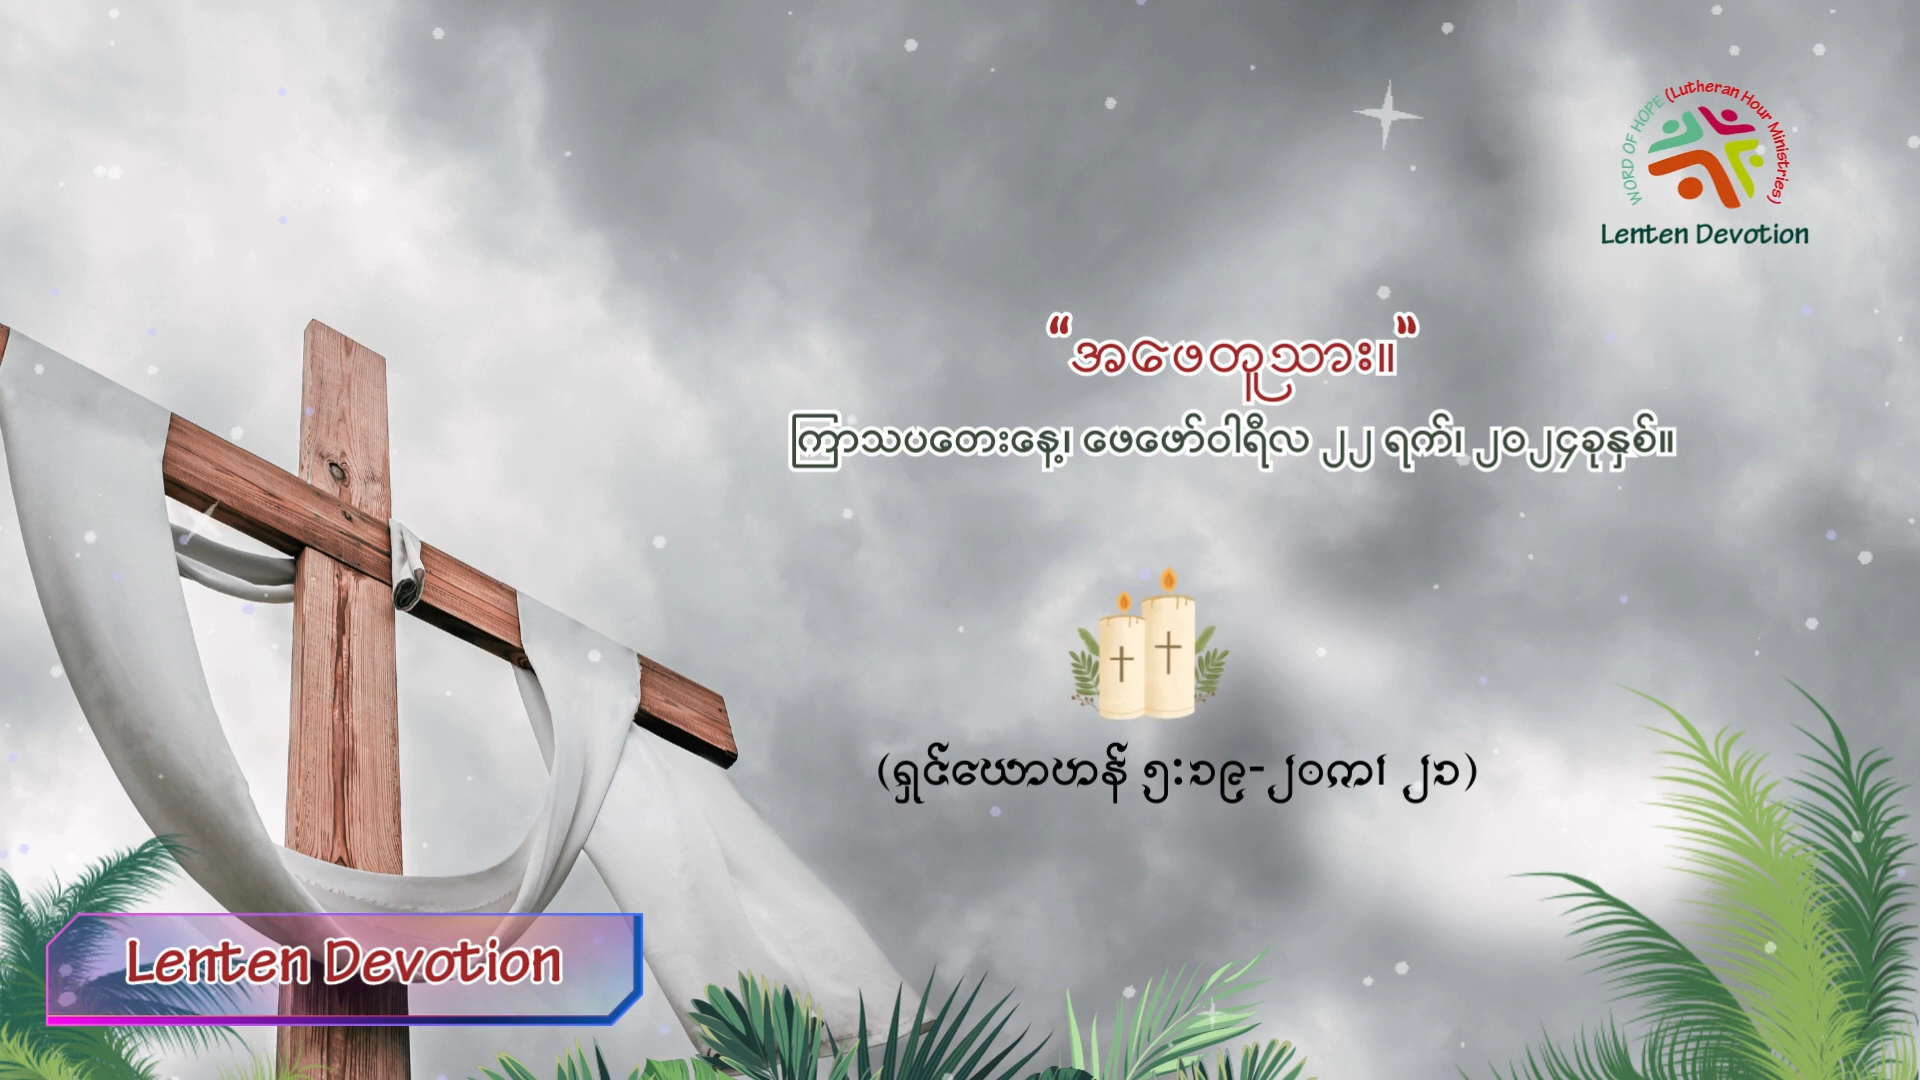 WORD OF HOPE (Lutheran Hour Ministries)
Lenten Devotion
“အဖေတူသား။”
ကြာသပတေးနေ့၊ ဖေဖော်ဝါရီလ ၂၂ ရက်၊ ၂၀၂၄ခုနှစ်။
(ရှင်ယောဟန် ၅:၁၉-၂၀က၊ ၂၁)
Lenten Devotion